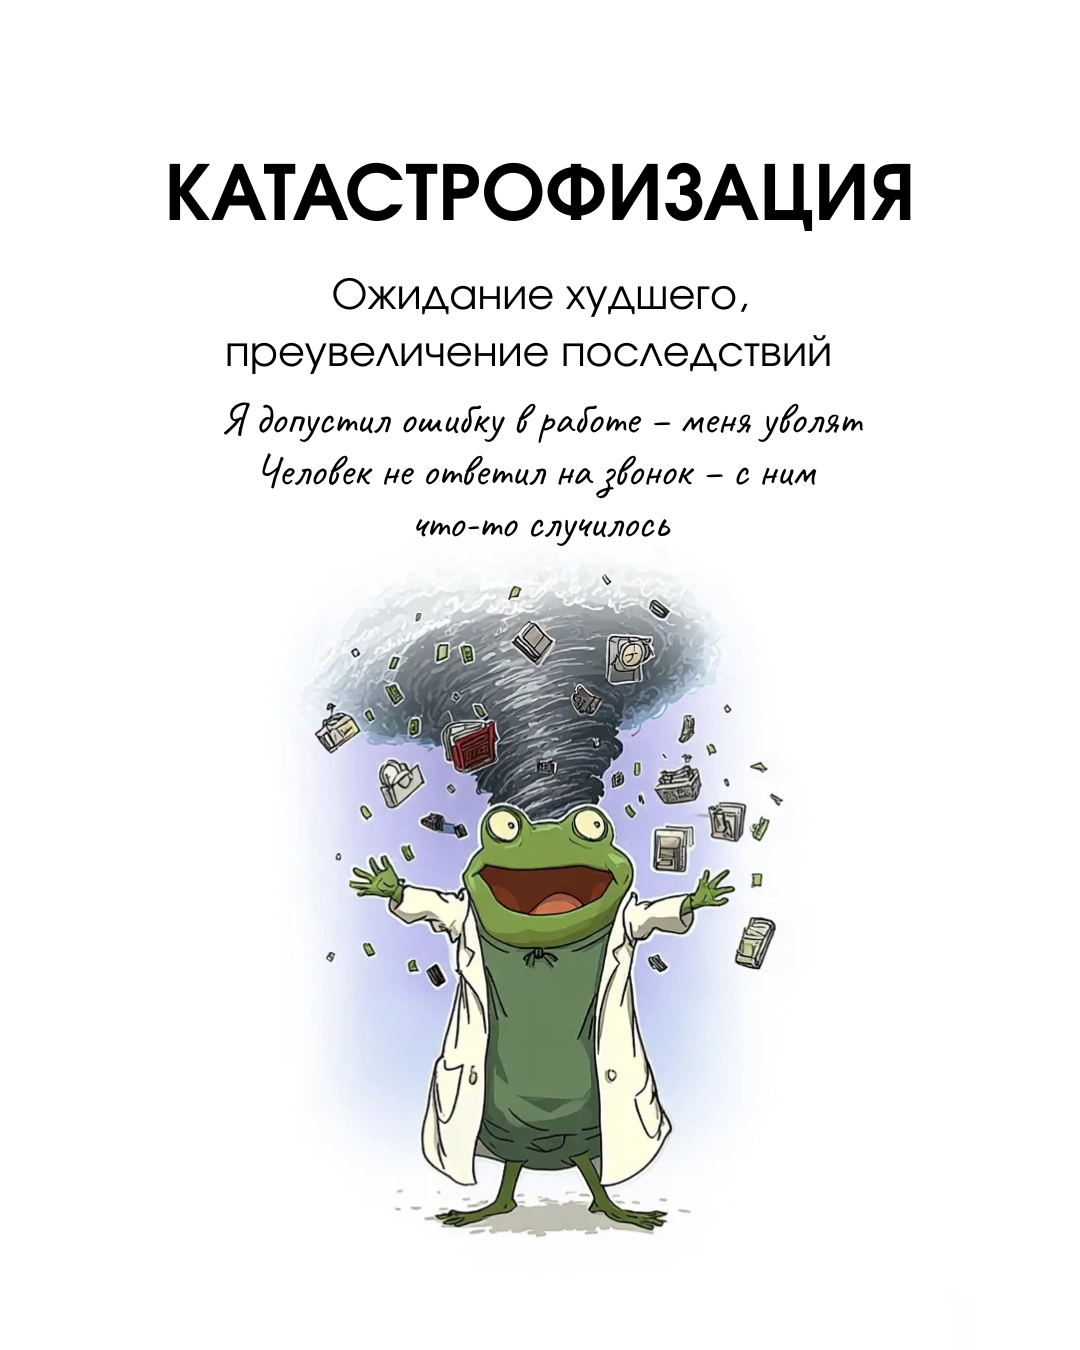 КАТАСТРОФИЗАЦИЯ
Ожидание худшего,
преувеличение последствий
Я допустил ошибку в работе – меня уволят
Человек не ответил на звонок – с ним
что-то случилось